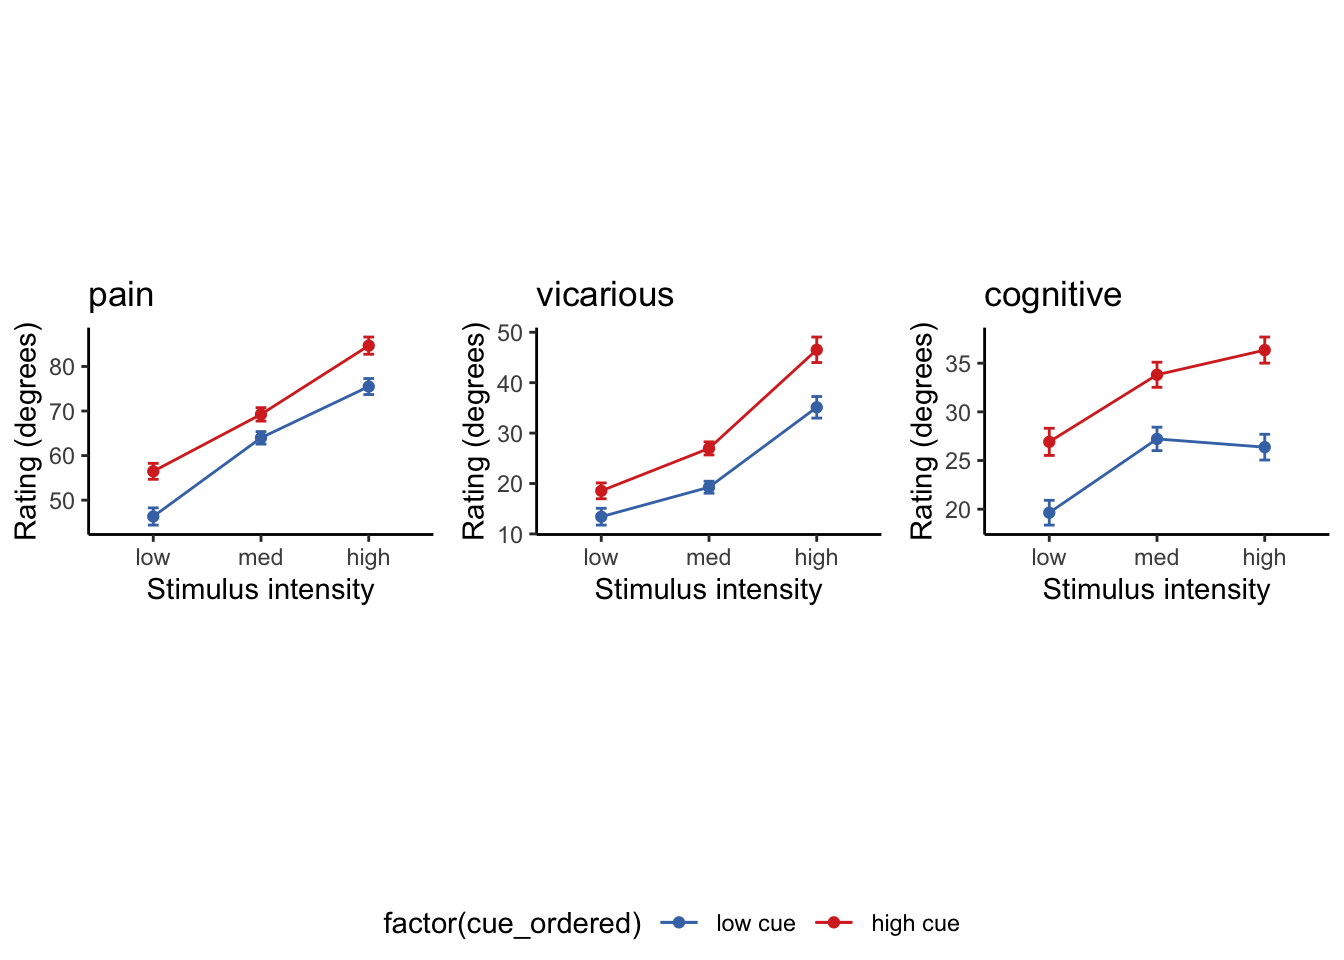 pain
Rating (degrees)
80
70
60
50
low med high
Stimulus intensity
vicarious
Rating (degrees)
50
40
30
20
10
low med high
Stimulus intensity
cognitive
Rating (degrees)
35
30
25
20
low med high
Stimulus intensity
factor(cue_ordered) low cue high cue